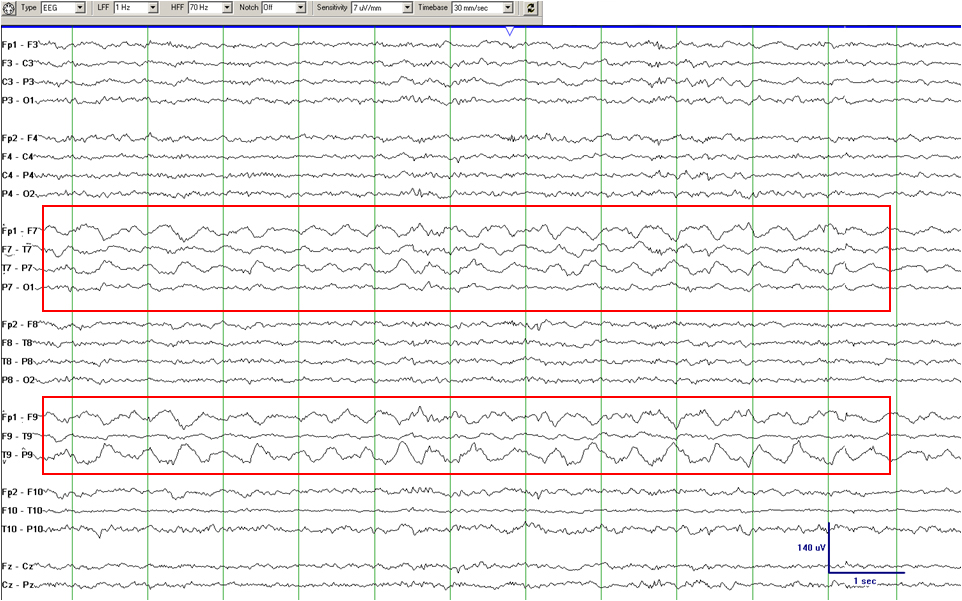 Type EEG LFF 1 Hz HFF 70 Hz Notch Off Sensitivity 7 uV/mm Timebase 30 mm/sec
Fp1 - F3
F3 - C3
C3 - P3
P3 - O1
Fp2 - F4
F4 - C4
C4 - P4
P4 - O2
Fp1 - F7
F7 - T7
T7 - P7
P7 - O1
Fp2 - F8
F8 - T8
T8 - P8
P8 - O2
Fp1 - F9
F9 - T9
T9 - P9
Fp2 - F10
F10 - T10
T10 - P10
140 uV
Fz - Cz
1 sec
Cz - Pz